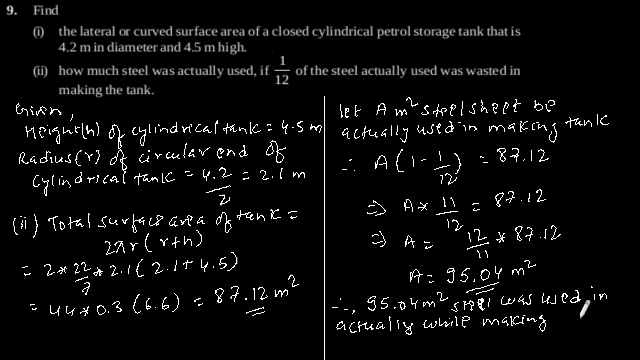 9. Find
(i) the lateral or curved surface area of a closed cylindrical petrol storage tank that is
4.2 m in diameter and 4.5 m high.
(ii) how much steel was actually used, if 1/12 of the steel actually used was wasted in
making the tank.
Given,
Height(h) of cylindrical tank = 4.5 m
Radius(r) of circular end of
cylindrical tank = 4.2/2 = 2.1 m
(ii) Total surface area of tank =
2πr(r+h)
= 2*22/7*2.1(2.1+4.5)
= 44*0.3(6.6) = 87.12 m²
let A m² steel sheet be
actually used in making tank
∴ A(1-1/12) = 87.12
⇒ A*11/12 = 87.12
⇒ A = 12/11*87.12
A = 95.04 m²
∴, 95.04m² steel was used in
actually while making